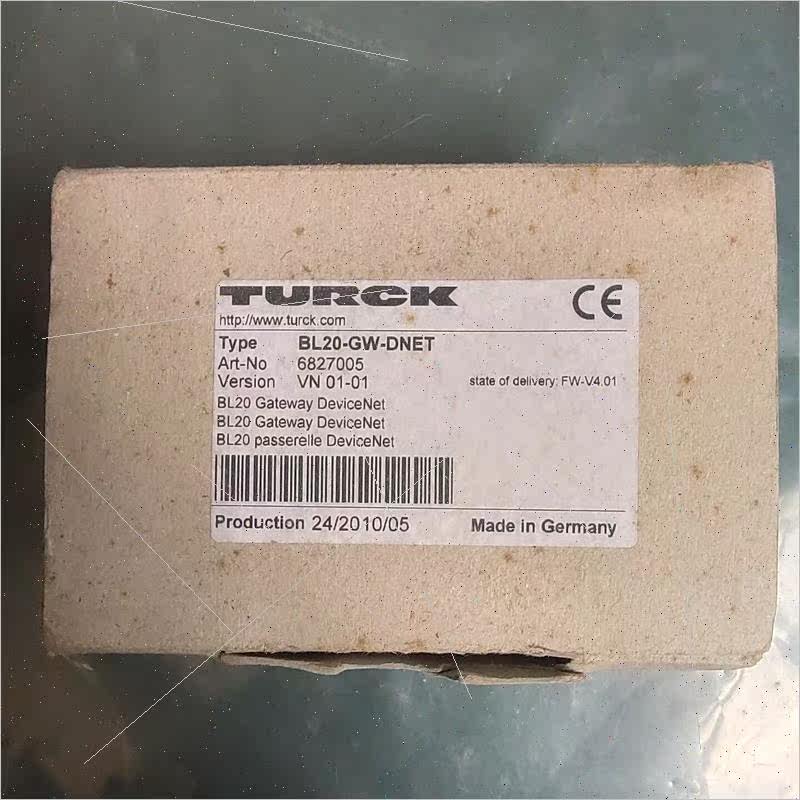 TURCK
CE
http://www.turck.com
Type BL20-GW-DNET
Art-No 6827005
Version VN 01-01 state of delivery: FW-V4.01
BL20 Gateway DeviceNet
BL20 Gateway DeviceNet
BL20 passerelle DeviceNet
Production 24/2010/05 Made in Germany